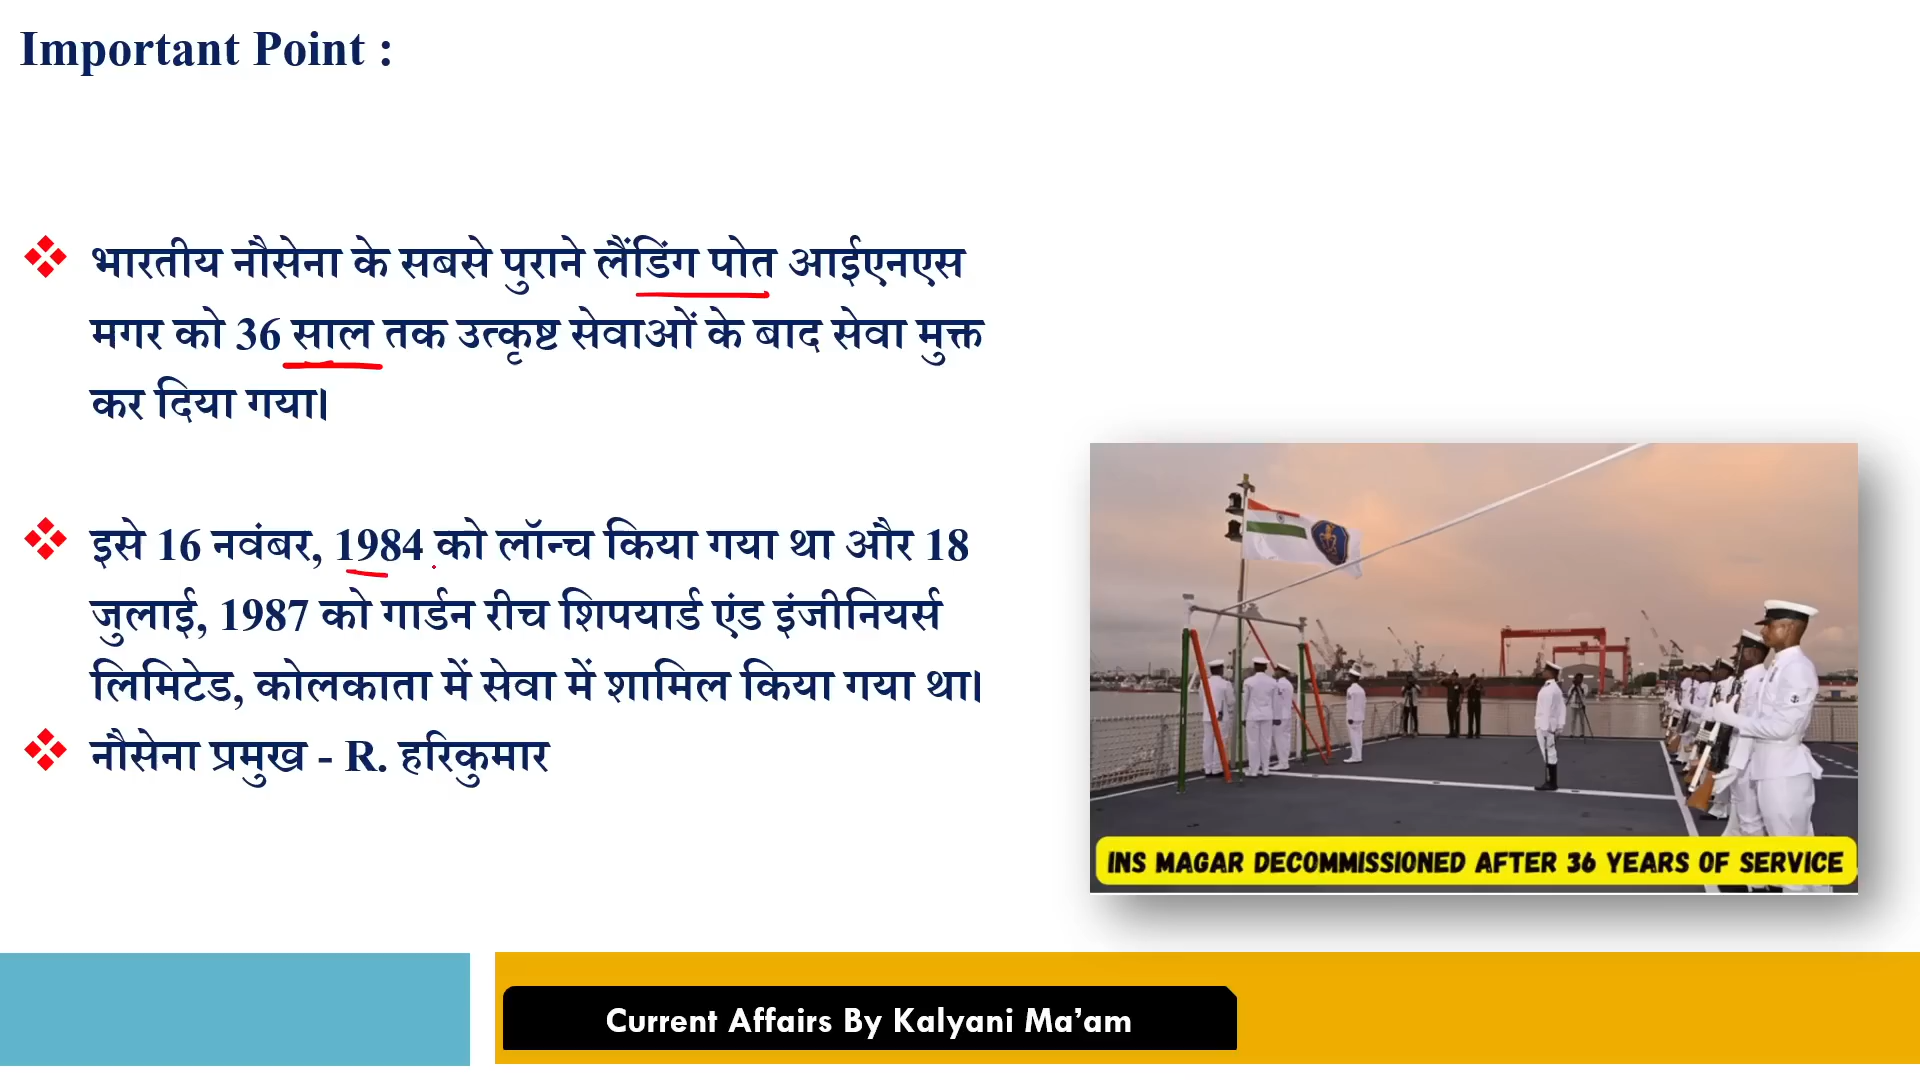 Important Point :
भारतीय नौसेना के सबसे पुराने लैंडिंग पोत आईएनएस
मगर को 36 साल तक उत्कृष्ट सेवाओं के बाद सेवा मुक्त
कर दिया गया।
इसे 16 नवंबर, 1984 को लॉन्च किया गया था और 18
जुलाई, 1987 को गार्डन रीच शिपयार्ड एंड इंजीनियर्स
लिमिटेड, कोलकाता में सेवा में शामिल किया गया था।
नौसेना प्रमुख - R. हरिकुमार
INS MAGAR DECOMMISSIONED AFTER 36 YEARS OF SERVICE
Current Affairs By Kalyani Ma’am